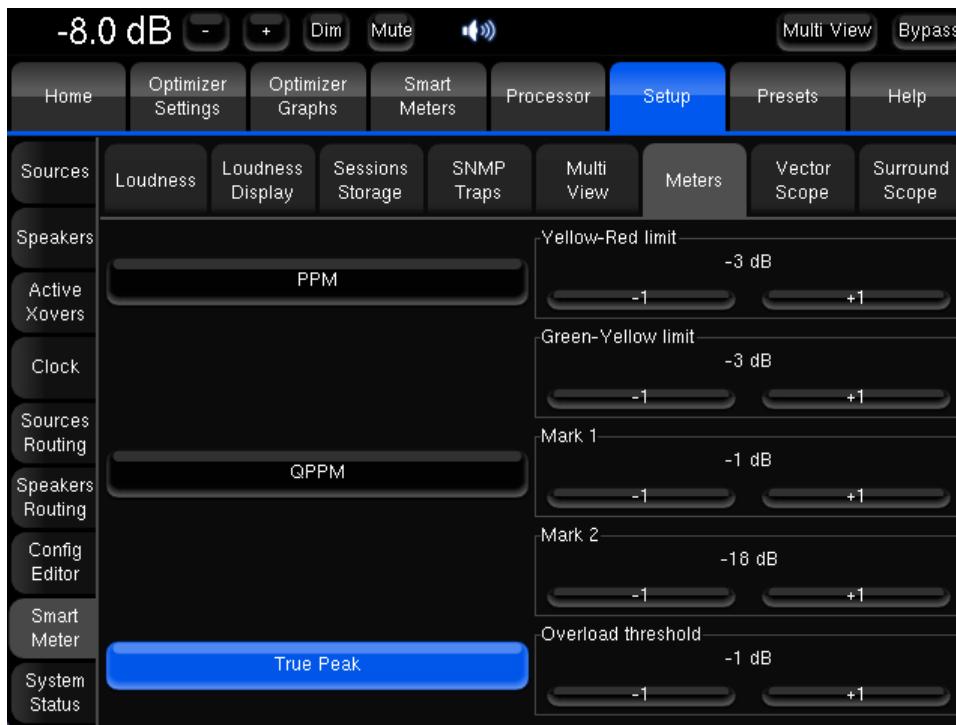 -8.0 dB - + Dim Mute Multi View Bypass
Home Optimizer Settings Optimizer Graphs Smart Meters Processor Setup Presets Help
Sources
Speakers
Active
Xovers
Clock
Sources
Routing
Speakers
Routing
Config
Editor
Smart
Meter
System
Status
Loudness Loudness Display Sessions Storage SNMP Traps Multi View Meters Vector Scope Surround Scope
PPM
QPPM
True Peak
Yellow-Red limit
-3 dB
-1 +1
Green-Yellow limit
-3 dB
-1 +1
Mark 1
-1 dB
-1 +1
Mark 2
-18 dB
-1 +1
Overload threshold
-1 dB
-1 +1